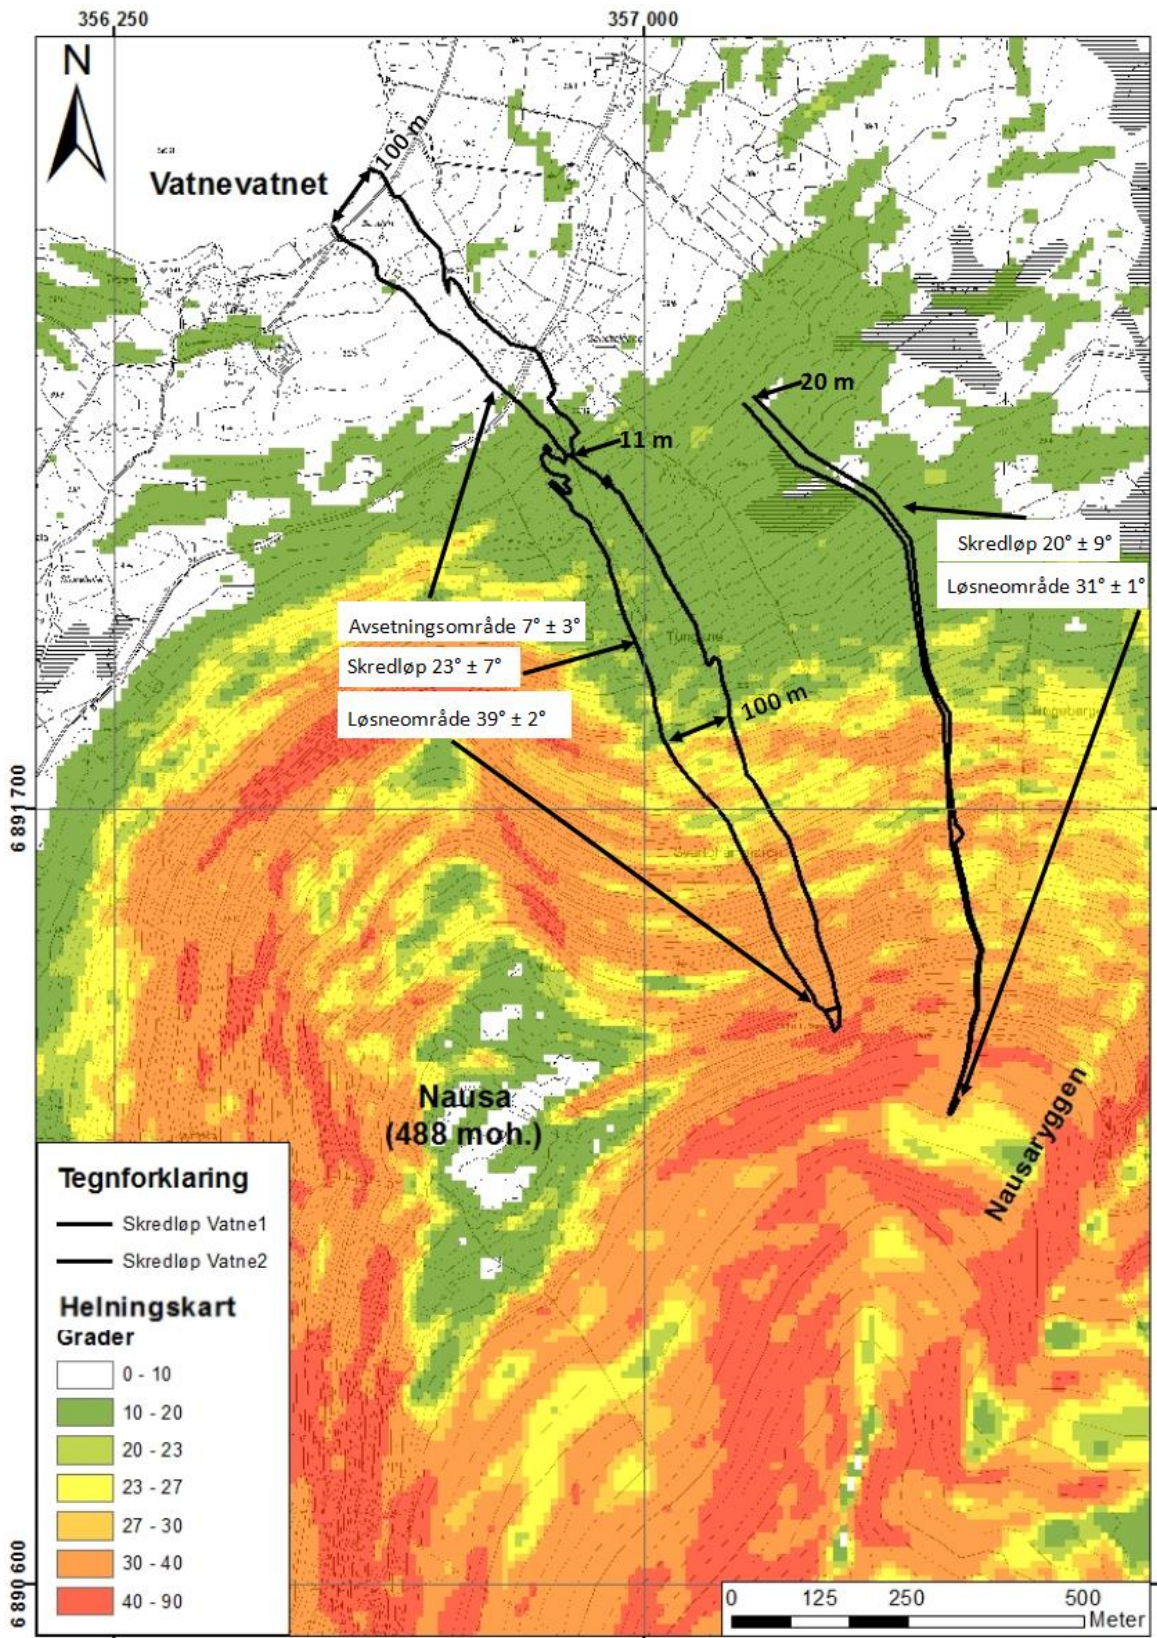 356 250
357 000
N
100 m
Vatnevatnet
20 m
11 m
Skredløp 20° ± 9°
Løsneområde 31° ± 1°
Avsetningsområde 7° ± 3°
Skredløp 23° ± 7°
Løsneområde 39° ± 2°
100 m
6 891 700
Nausa
(488 moh.)
Nausaryggen
Tegnforklaring
Skredløp Vatne1
Skredløp Vatne2
Helningskart
Grader
0 - 10
10 - 20
20 - 23
23 - 27
27 - 30
30 - 40
40 - 90
6 890 600
0 125 250 500
Meter